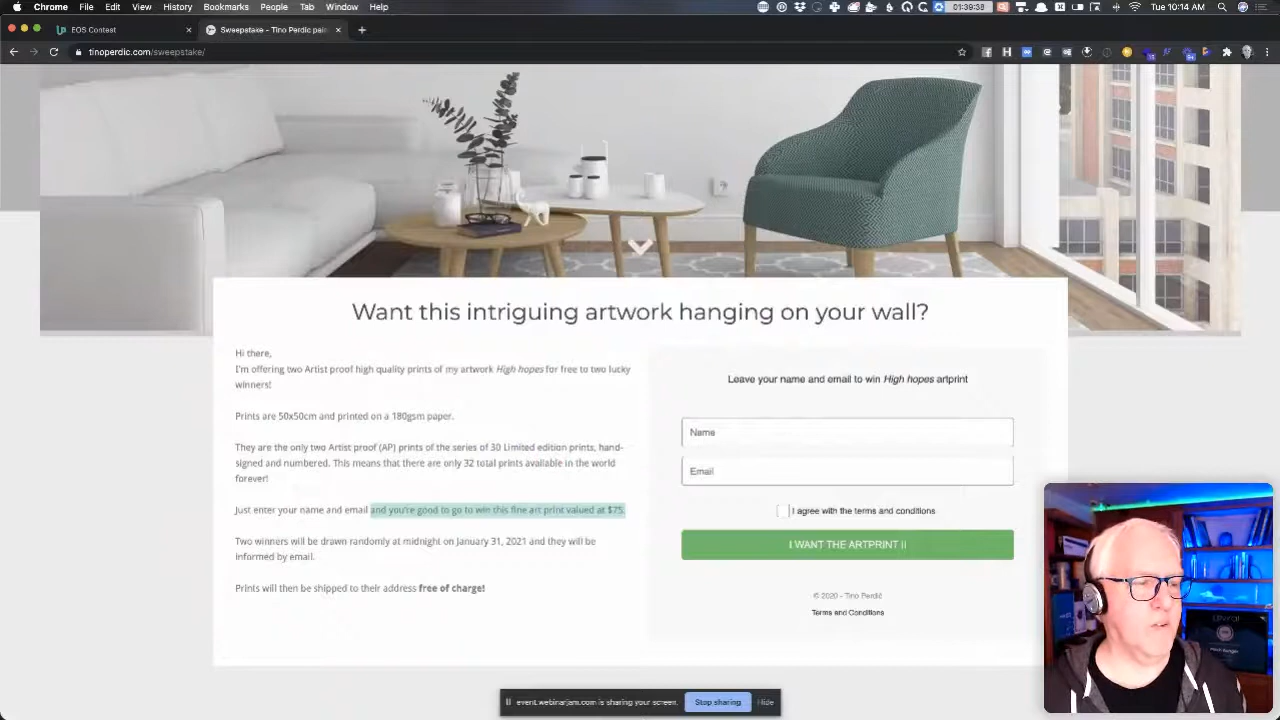 Chrome File Edit View History Bookmarks People Tab Window Help
00:39:38
100%
Tue 10:14 AM
EOS Contest
Sweepstake - Tino Perdic pai
tinoperdic.com/sweepstake/
Want this intriguing artwork hanging on your wall?
Hi there,
I'm offering two Artist proof high quality prints of my artwork High hopes for free to two lucky
winners!
Prints are 50x50cm and printed on a 180gsm paper.
They are the only two Artist proof (AP) prints of the series of 30 Limited edition prints, hand-
signed and numbered. This means that there are only 32 total prints available in the world
forever!
Just enter your name and email and you're good to go to win this fine art print valued at $75.
Two winners will be drawn randomly at midnight on January 31, 2021 and they will be
informed by email.
Prints will then be shipped to their address free of charge!
Leave your name and email to win High hopes artprint
Name
Email
I agree with the terms and conditions
I WANT THE ARTPRINT !!
© 2020 - Tino Perdić
Terms and Conditions
event.webinarjam.com is sharing your screen.
Stop sharing
Hide